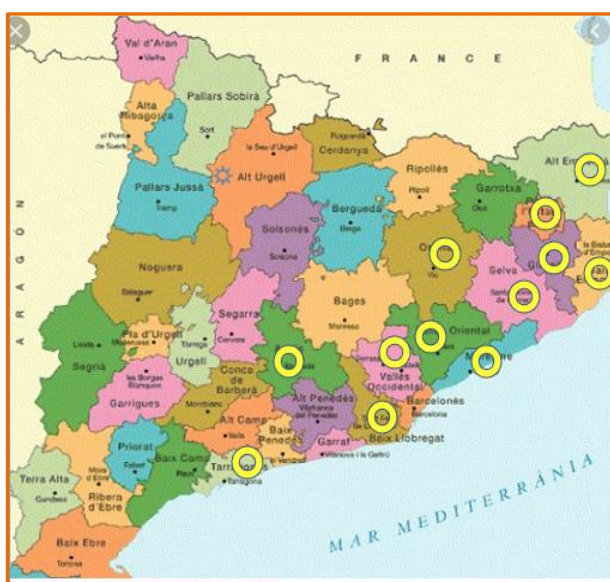 Val d'Aran
Vielha
FRANCE
Pallars Sobirà
Alta
Ribagorça
el Pont
de Suert
Sort
la Seu d'Urgell
Puigcerdà
Cerdanya
Alt Urgell
Ripollès
Ripoll
Garrotxa
Olot
Pallars Jussà
Tremp
Berguedà
Berga
Solsonès
Solsona
Vic
la Bisbal
d'Empordà
Noguera
Balaguer
Selva
ARAGÓN
Segarra
Cervera
Bages
Manresa
Pla d'Urgell
Mollerussa
Tàrrega
Urgell
Lleida
Segrià
Oriental
Vallès
Occidental
les Borges
Blanques
Garrigues
Conca
de Barberà
Montblanc
Alt Penedès
Vilafranca
del Penedès
Barcelonès
Barcelona
Baix Llobregat
Alt Camp
Valls
Baix
Penedès
el Vendrell
Garraf
Vilanova i la Geltrú
Priorat
Falset
Baix Camp
Reus
Tarragona
Terra Alta
Gandesa
Móra
d'Ebre
Ribera
d'Ebre
Baix Ebre
Tortosa
MAR MEDITERRÀNIA